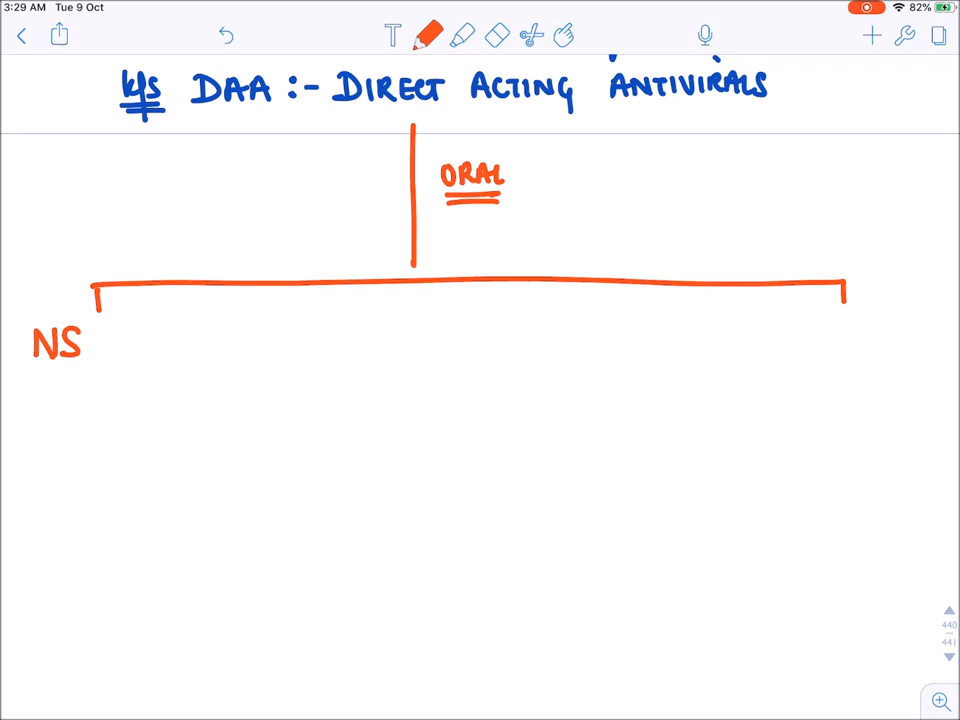 3:29 AM Tue 9 Oct 82%
T
k/s DAA :- DIRECT ACTING ANTIVIRALS
ORAL
NS
440
441